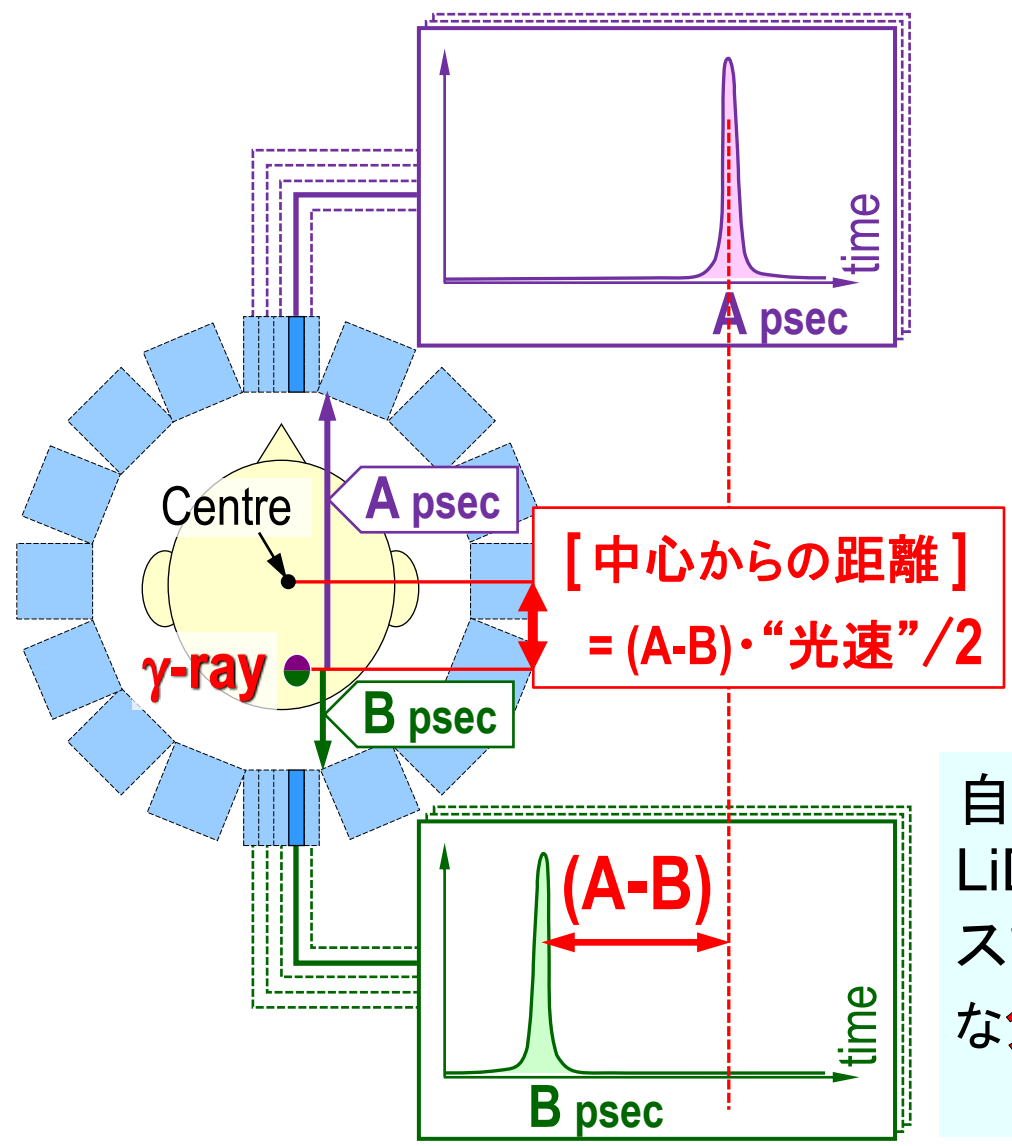 time
A psec
A psec
Centre
[ 中心からの距離 ]
= (A-B)・“光速”/2
γ-ray
B psec
自
LiD
ス
な
(A-B)
time
B psec